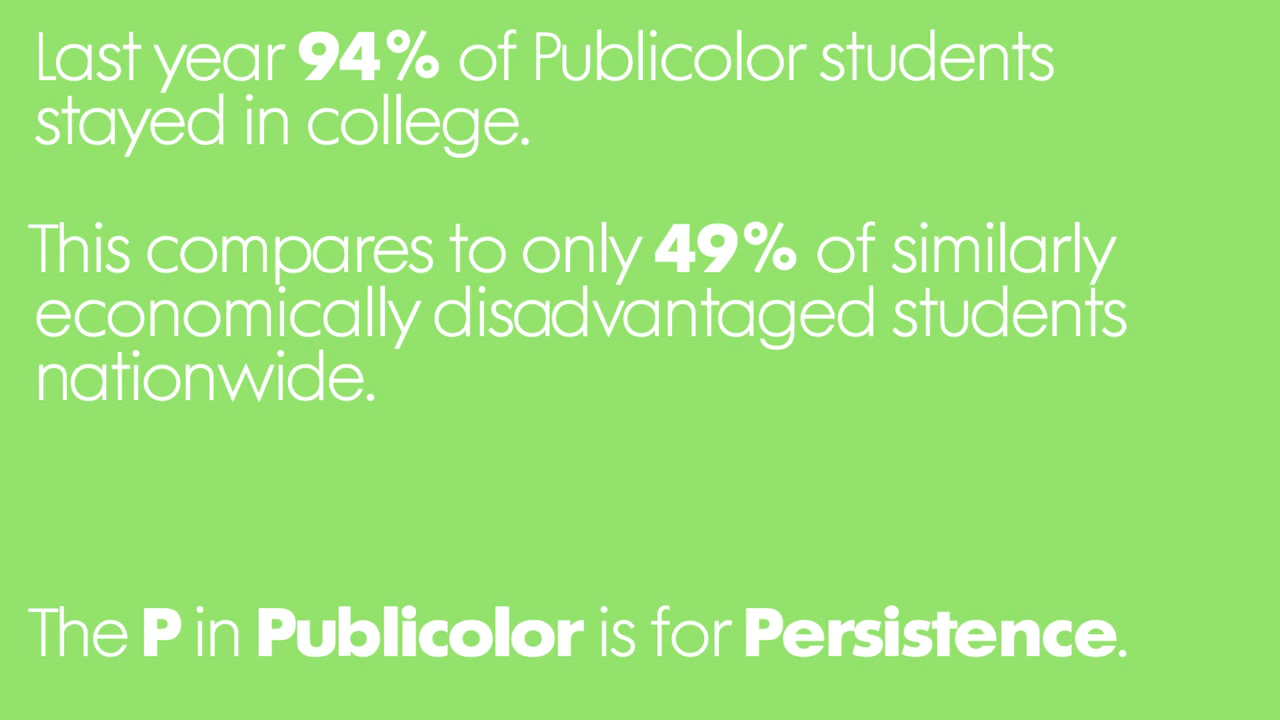 Last year 94% of Publicolor students
stayed in college.
This compares to only 49% of similarly
economically disadvantaged students
nationwide.
The P in Publicolor is for Persistence.